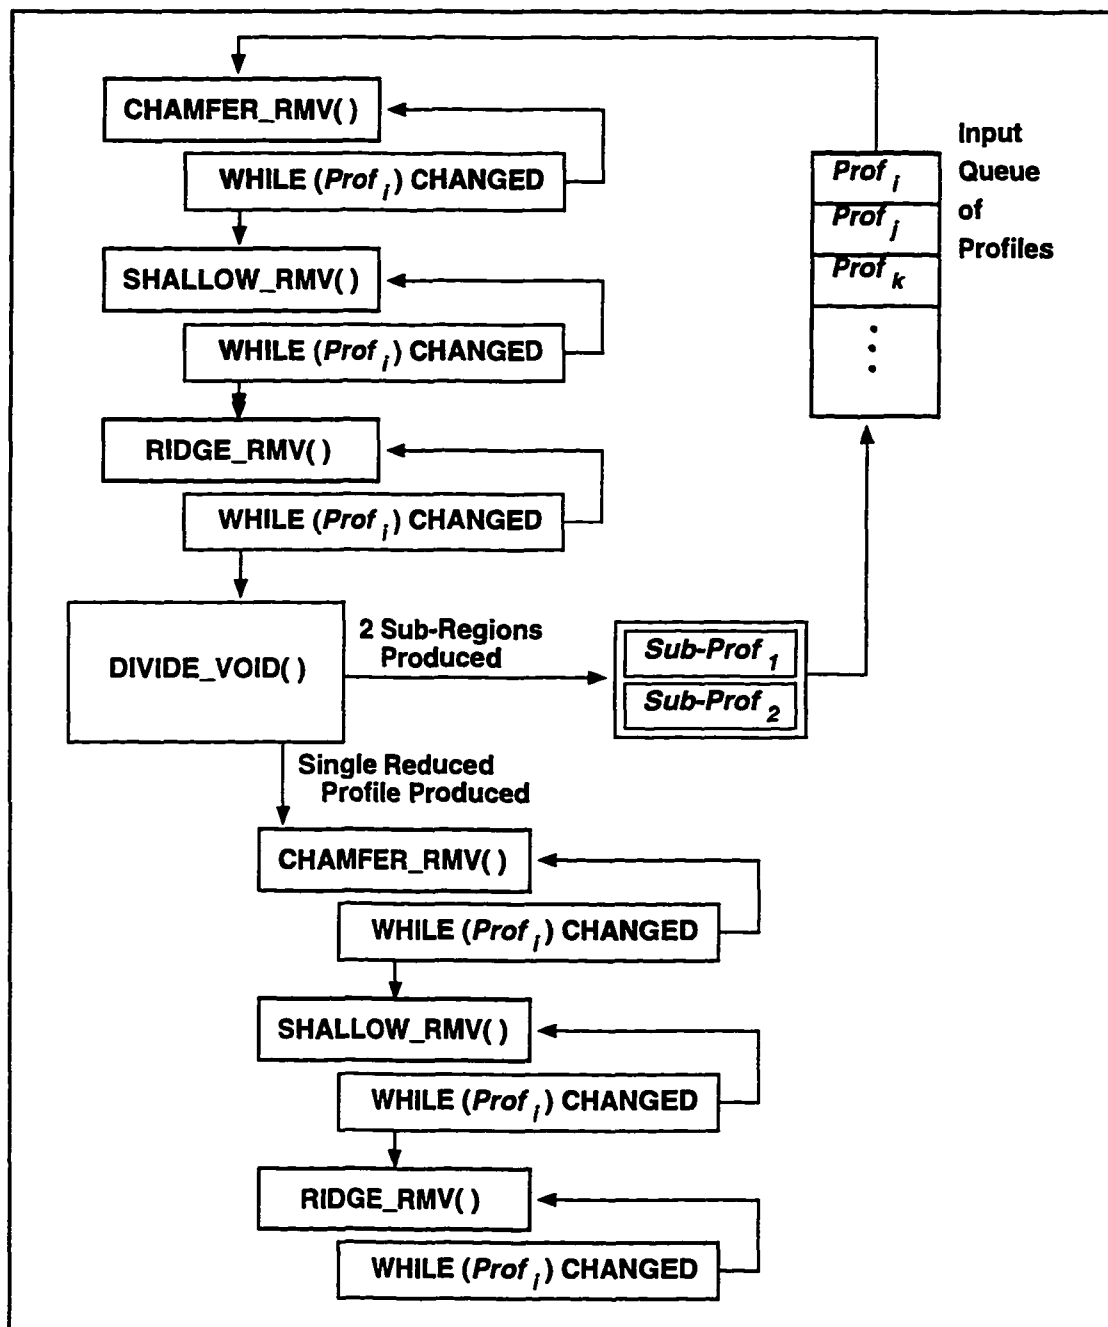 CHAMFER_RMV( )
WHILE (Prof i ) CHANGED
SHALLOW_RMV( )
WHILE (Prof i ) CHANGED
RIDGE_RMV( )
WHILE (Prof i ) CHANGED
DIVIDE_VOID( )
2 Sub-Regions
Produced
Sub-Prof 1
Sub-Prof 2
Input
Queue
of
Profiles
Prof i
Prof j
Prof k
Single Reduced
Profile Produced
CHAMFER_RMV( )
WHILE (Prof i ) CHANGED
SHALLOW_RMV( )
WHILE (Prof i ) CHANGED
RIDGE_RMV( )
WHILE (Prof i ) CHANGED